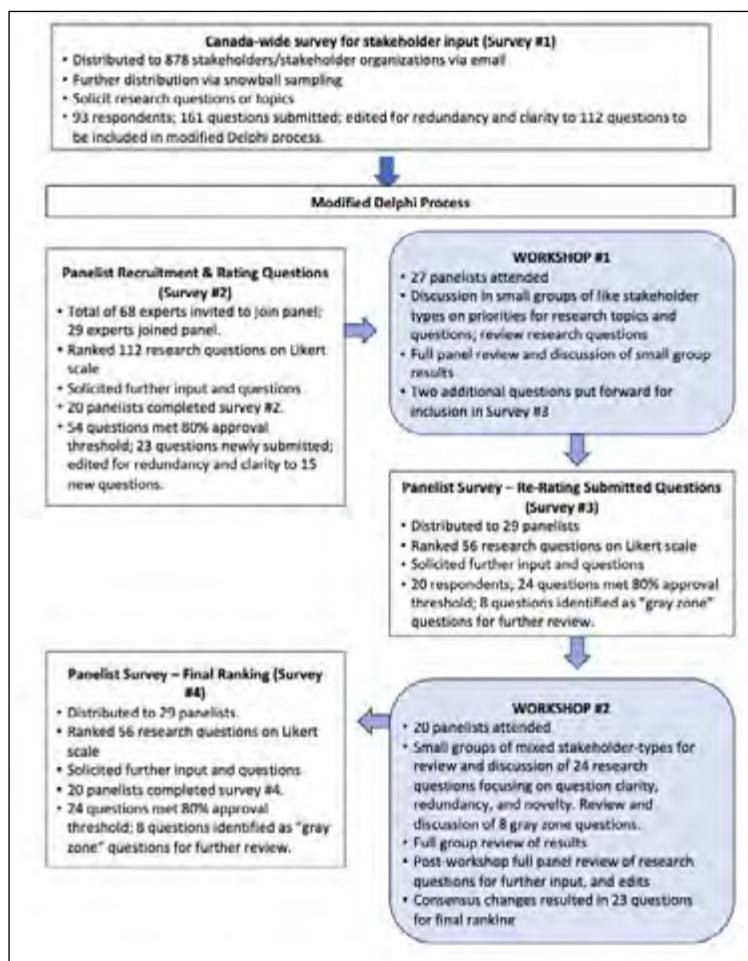 Canada-wide survey for stakeholder input (Survey #1)
• Distributed to 878 stakeholders/stakeholder organizations via email
• Further distribution via snowball sampling
• Solicit research questions or topics
• 93 respondents; 161 questions submitted; edited for redundancy and clarity to 112 questions to
be included in modified Delphi process.
Modified Delphi Process
Panelist Recruitment & Rating Questions
(Survey #2)
• Total of 68 experts invited to join panel;
29 experts joined panel.
• Ranked 112 research questions on Likert
scale
• Solicited further input and questions
• 20 panelists completed survey #2.
• 54 questions met 80% approval
threshold; 23 questions newly submitted;
edited for redundancy and clarity to 15
new questions.
WORKSHOP #1
• 27 panelists attended
• Discussion in small groups of like stakeholder
types on priorities for research topics and
questions; review research questions
• Full panel review and discussion of small group
results
• Two additional questions put forward for
inclusion in Survey #3
Panelist Survey – Re-Rating Submitted Questions
(Survey #3)
• Distributed to 29 panelists
• Ranked 56 research questions on Likert scale
• Solicited further input and questions
• 20 respondents; 24 questions met 80% approval
threshold; 8 questions identified as "gray zone"
questions for further review.
WORKSHOP #2
• 20 panelists attended
• Small groups of mixed stakeholder-types for
review and discussion of 24 research
questions focusing on question clarity,
redundancy, and novelty. Review and
discussion of 8 gray zone questions.
• Full group review of results
• Post-workshop full panel review of research
questions for further input, and edits
• Consensus changes resulted in 23 questions
for final ranking
Panelist Survey – Final Ranking (Survey
#4)
• Distributed to 29 panelists.
• Ranked 56 research questions on Likert
scale
• Solicited further input and questions
• 20 panelists completed survey #4.
• 24 questions met 80% approval
threshold; 8 questions identified as "gray
zone" questions for further review.